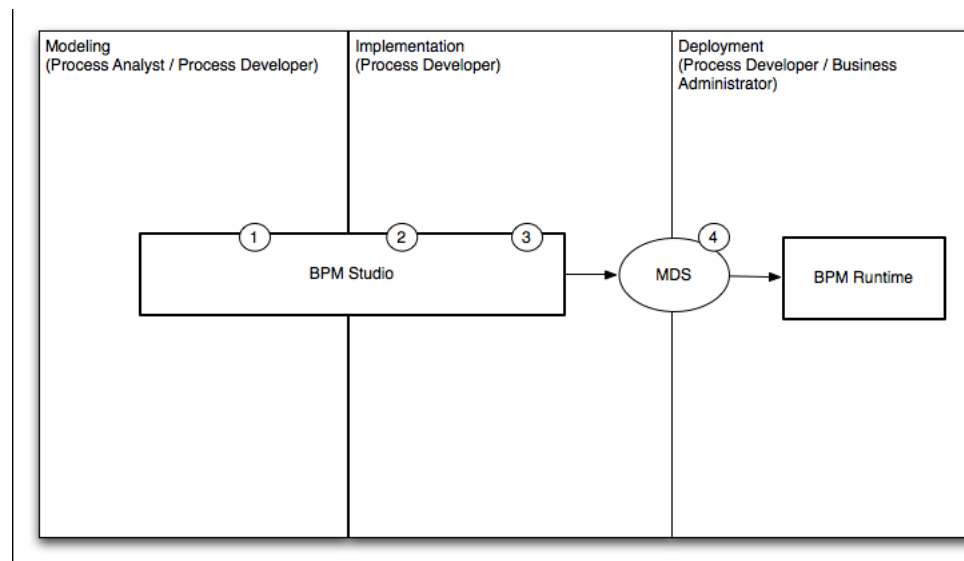 Modeling
(Process Analyst / Process Developer)
Implementation
(Process Developer)
Deployment
(Process Developer / Business
Administrator)
1
2
3
4
BPM Studio
MDS
BPM Runtime